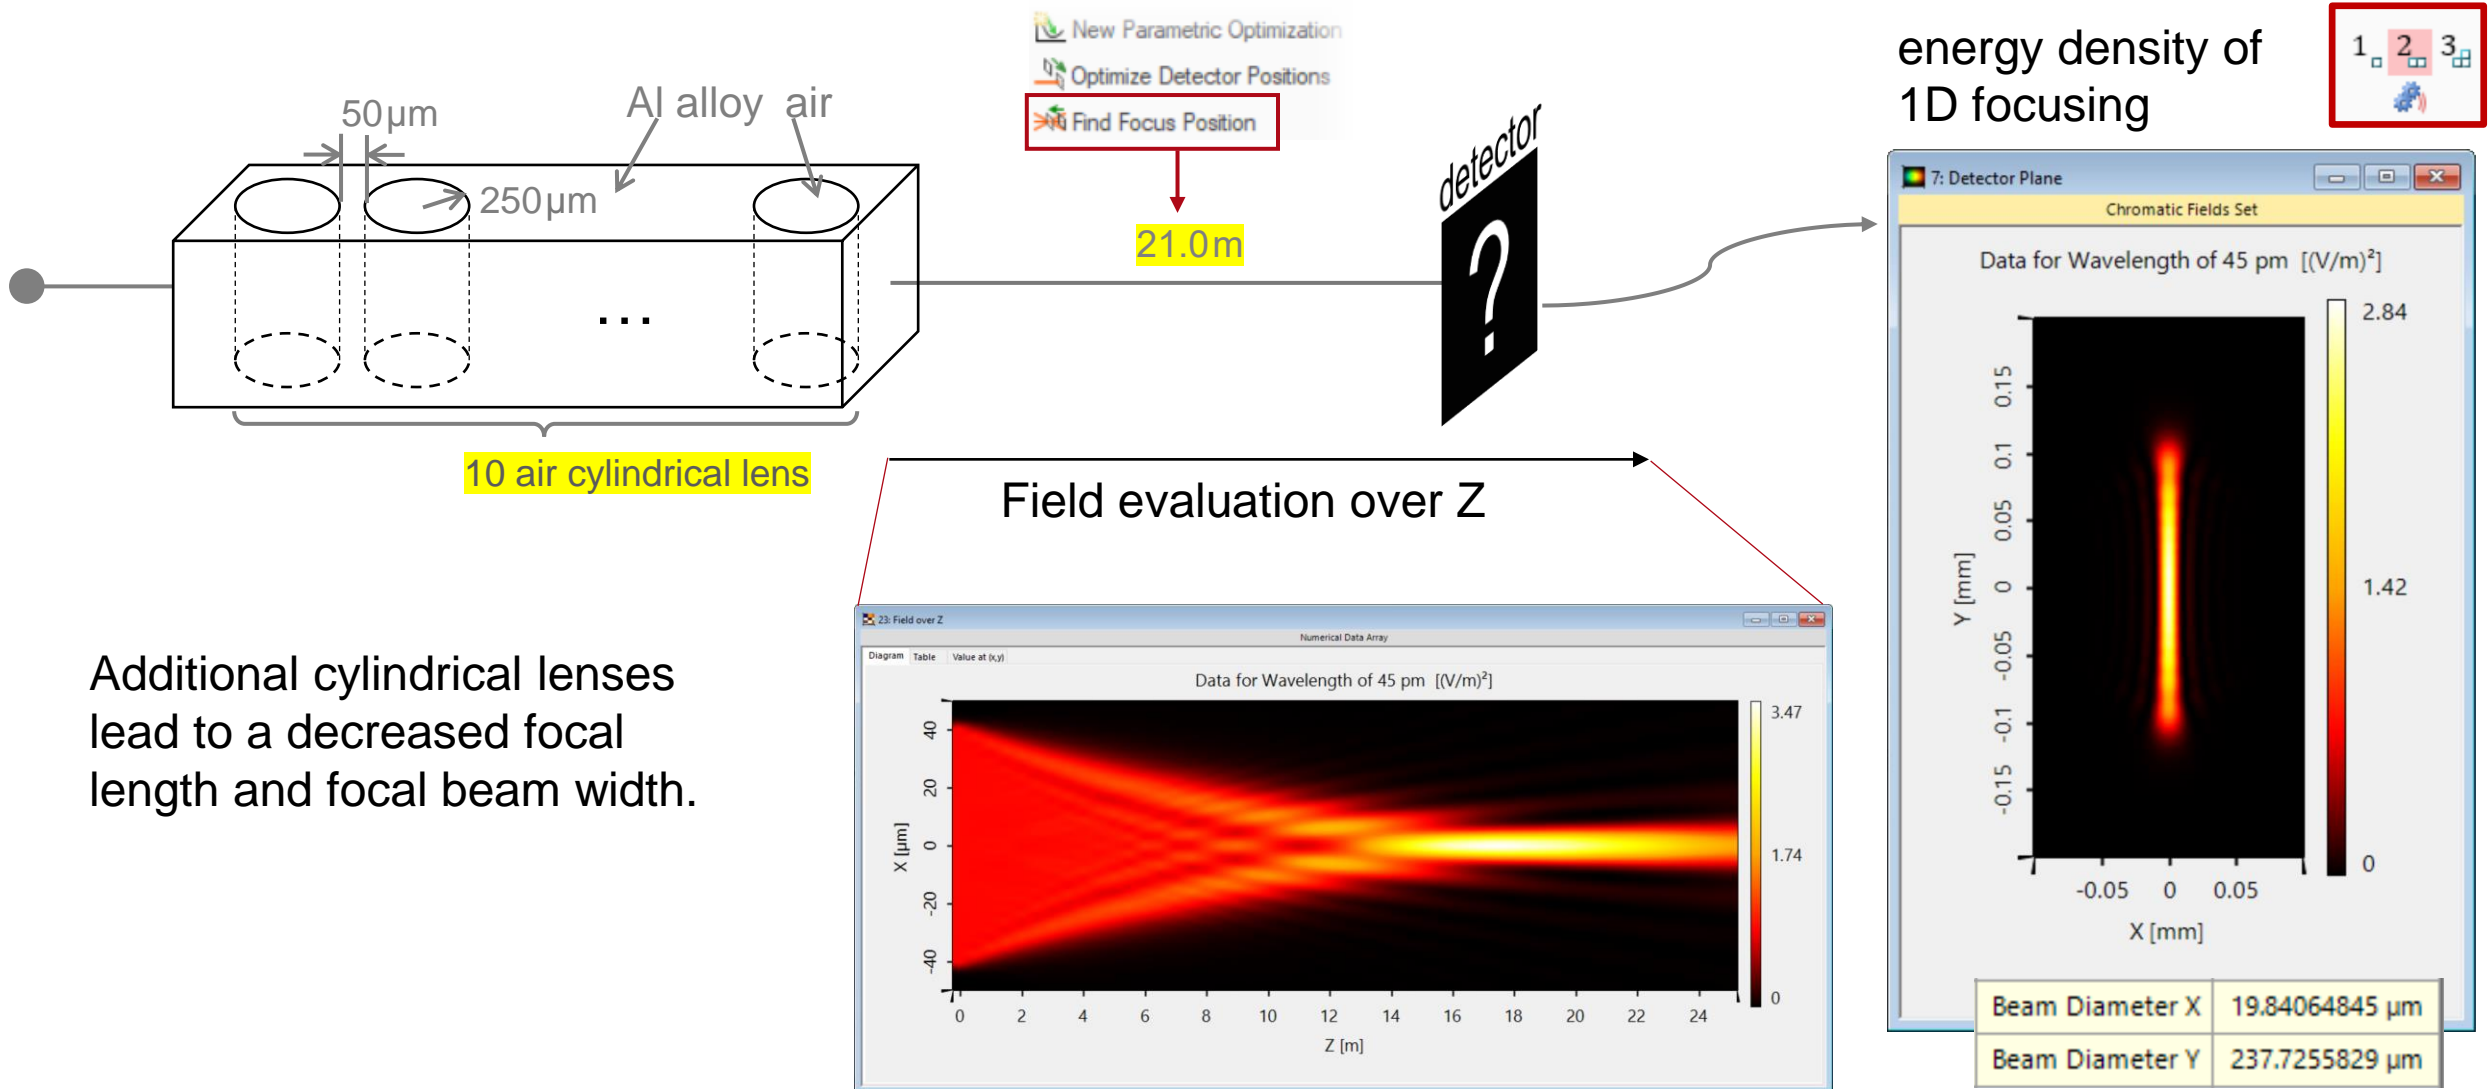 New Parametric Optimization
Optimize Detector Positions
Find Focus Position
energy density of
1D focusing
1 2 3
50µm
Al alloy air
250µm
detector
?
21.0m
...
10 air cylindrical lens
Field evaluation over Z
Additional cylindrical lenses
lead to a decreased focal
length and focal beam width.
23: Field over Z
Numerical Data Array
Diagram Table Value at (x,y)
Data for Wavelength of 45 pm [(V/m)²]
40
20
0
-20
-40
X [µm]
0 2 4 6 8 10 12 14 16 18 20 22 24
Z [m]
3.47
1.74
0
7: Detector Plane
Chromatic Fields Set
Data for Wavelength of 45 pm [(V/m)²]
0.15
0.1
0.05
0
-0.05
-0.1
-0.15
Y [mm]
-0.05 0 0.05
X [mm]
2.84
1.42
0
Beam Diameter X 19.84064845 µm
Beam Diameter Y 237.7255829 µm